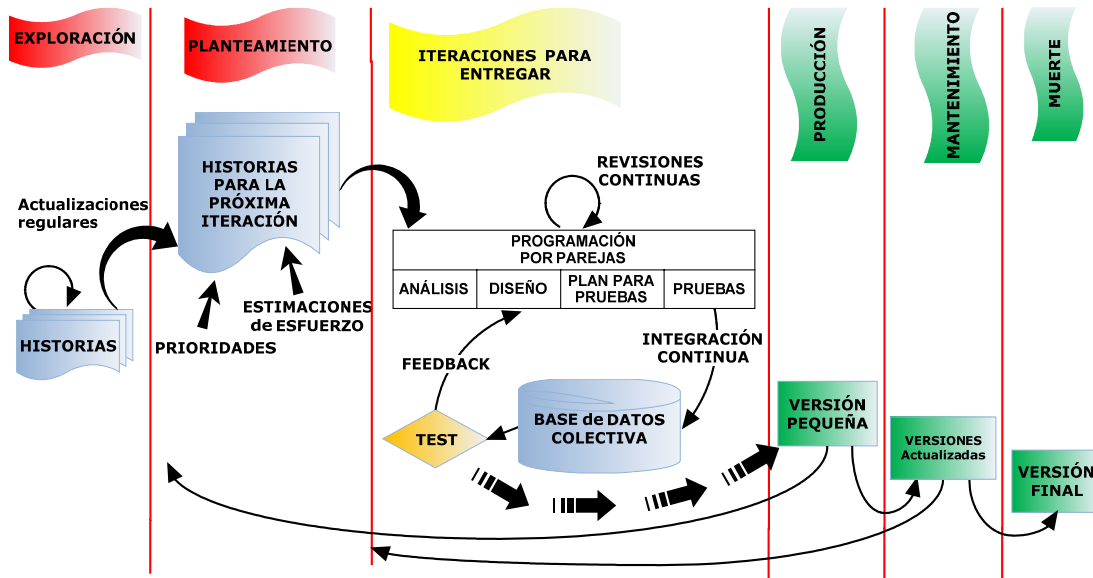 EXPLORACIÓN
PLANTEAMIENTO
ITERACIONES PARA
ENTREGAR
PRODUCCIÓN
MANTENIMIENTO
MUERTE
HISTORIAS
PARA LA
PRÓXIMA
ITERACIÓN
Actualizaciones
regulares
HISTORIAS
PRIORIDADES
ESTIMACIONES
de ESFUERZO
REVISIONES
CONTINUAS
PROGRAMACIÓN
POR PAREJAS
ANÁLISIS
DISEÑO
PLAN PARA
PRUEBAS
PRUEBAS
INTEGRACIÓN
CONTINUA
FEEDBACK
BASE de DATOS
COLECTIVA
TEST
VERSIÓN
PEQUEÑA
VERSIONES
Actualizadas
VERSIÓN
FINAL